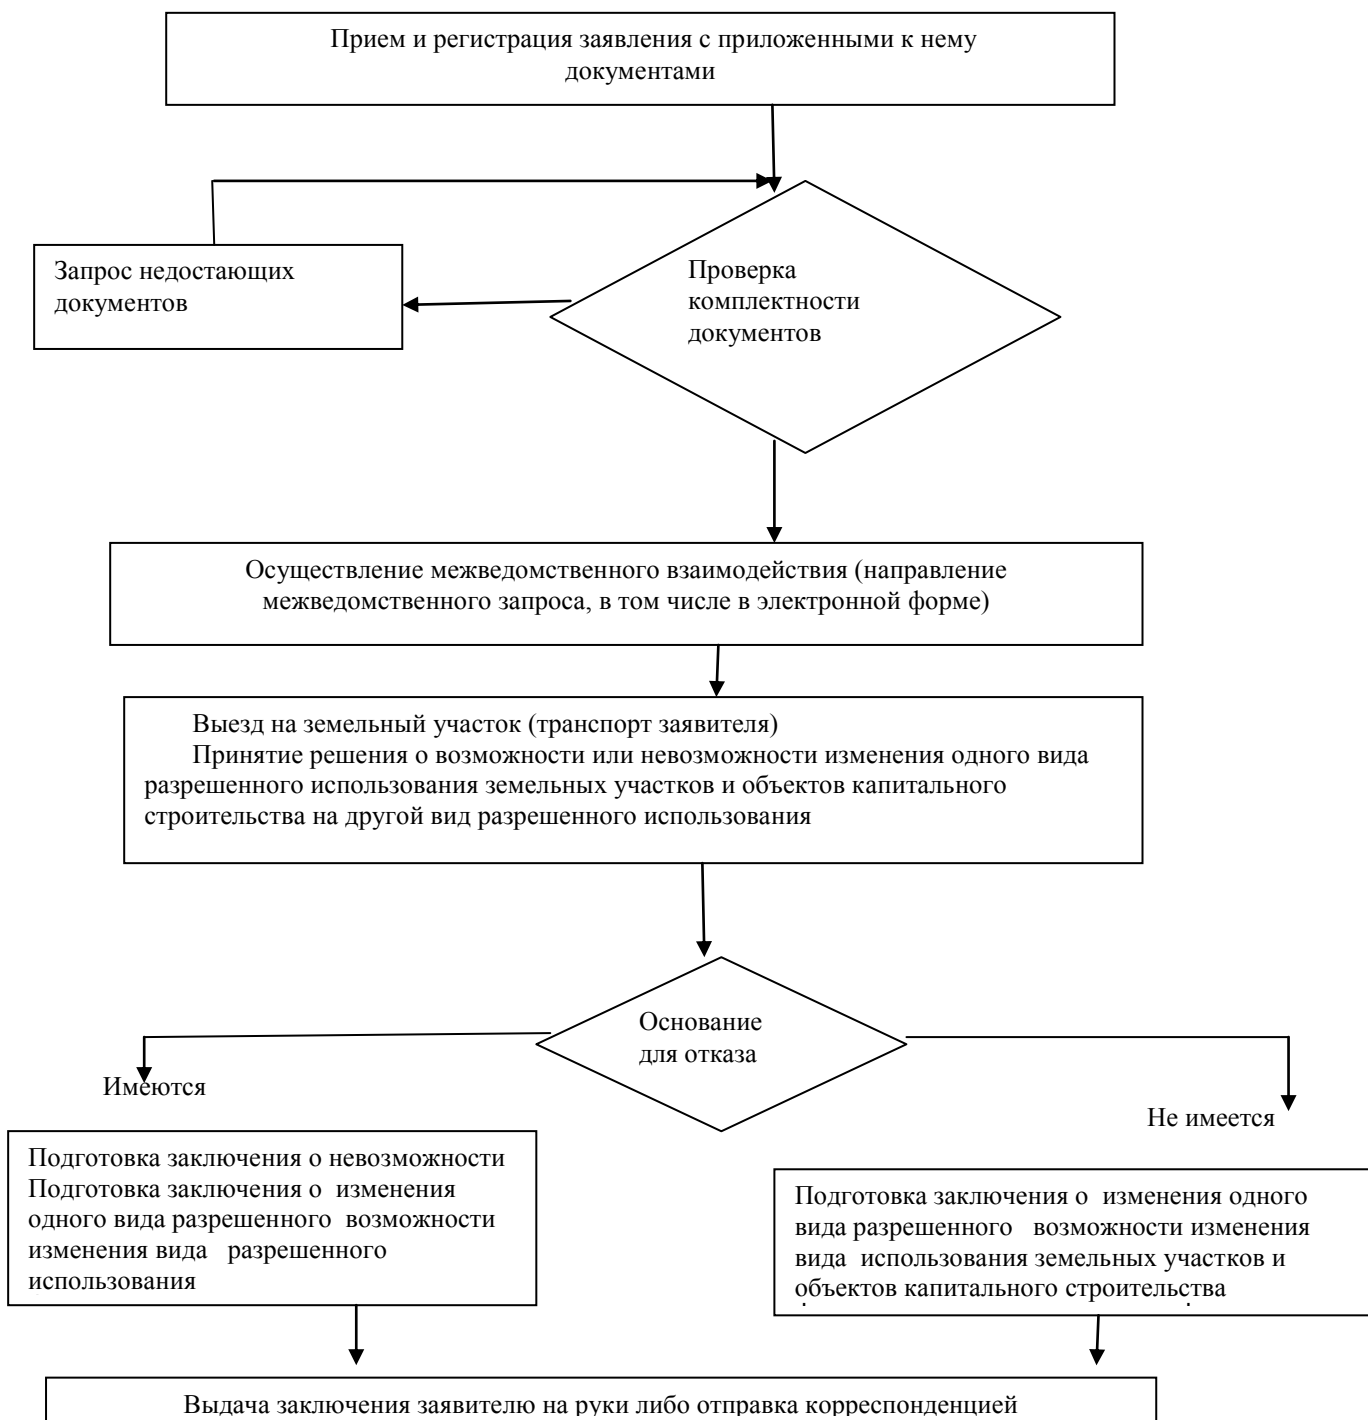 Прием и регистрация заявления с приложенными к нему
документами
Запрос недостающих
документов
Проверка
комплектности
документов
Осуществление межведомственного взаимодействия (направление
межведомственного запроса, в том числе в электронной форме)
Выезд на земельный участок (транспорт заявителя)
Принятие решения о возможности или невозможности изменения одного вида
разрешенного использования земельных участков и объектов капитального
строительства на другой вид разрешенного использования
Основание
для отказа
Имеются
Не имеется
Подготовка заключения о невозможности
Подготовка заключения о изменения
одного вида разрешенного возможности
изменения вида разрешенного
использования
Подготовка заключения о изменения одного
вида разрешенного возможности изменения
вида использования земельных участков и
объектов капитального строительства
Выдача заключения заявителю на руки либо отправка корреспонденцией